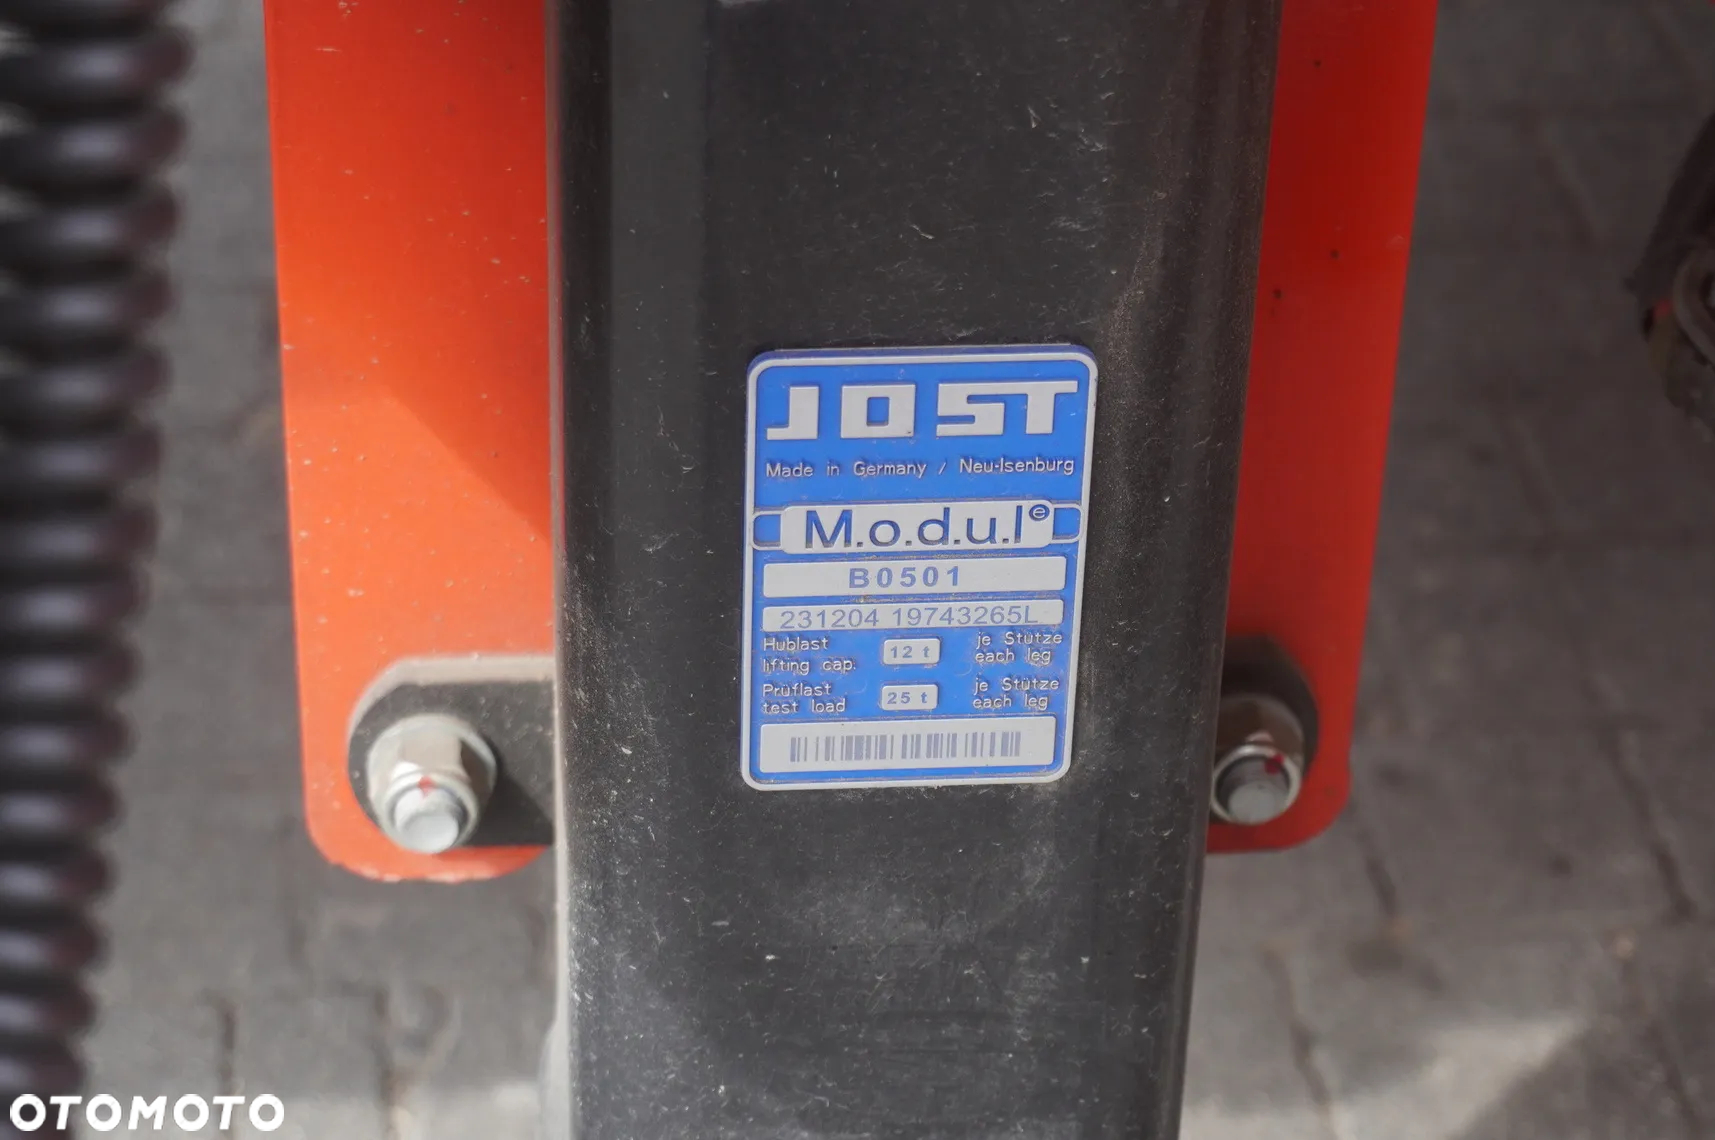 JOST
Made in Germany / Neu-Isenburg
M.o.d.u.l e
B0501
231204 19743265L
Hublast 12 t je Stütze
lifting cap. each leg
Prüflast 25 t je Stütze
test load each leg
OTOMOTO